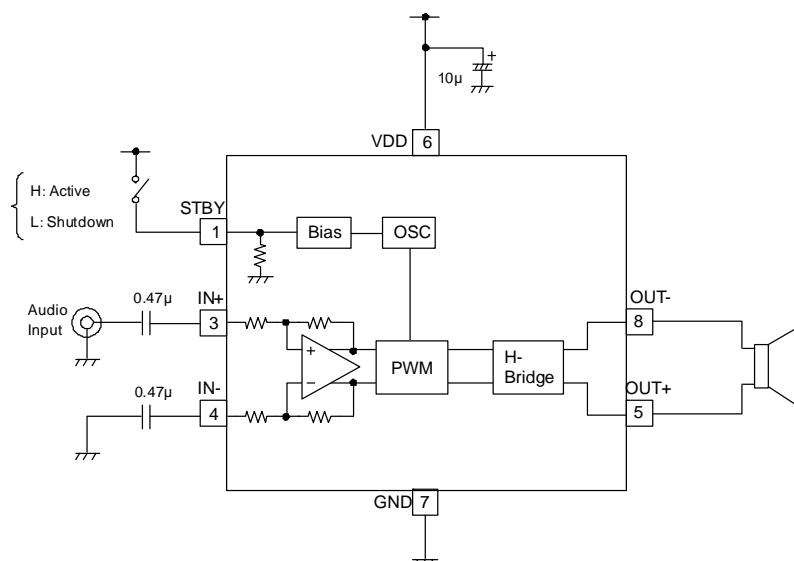 10µ
VDD
6
H: Active
L: Shutdown
STBY
1
Bias
OSC
Audio
Input
0.47µ
IN+
3
OUT-
8
+
−
PWM
H-
Bridge
0.47µ
IN-
4
OUT+
5
GND
7
+